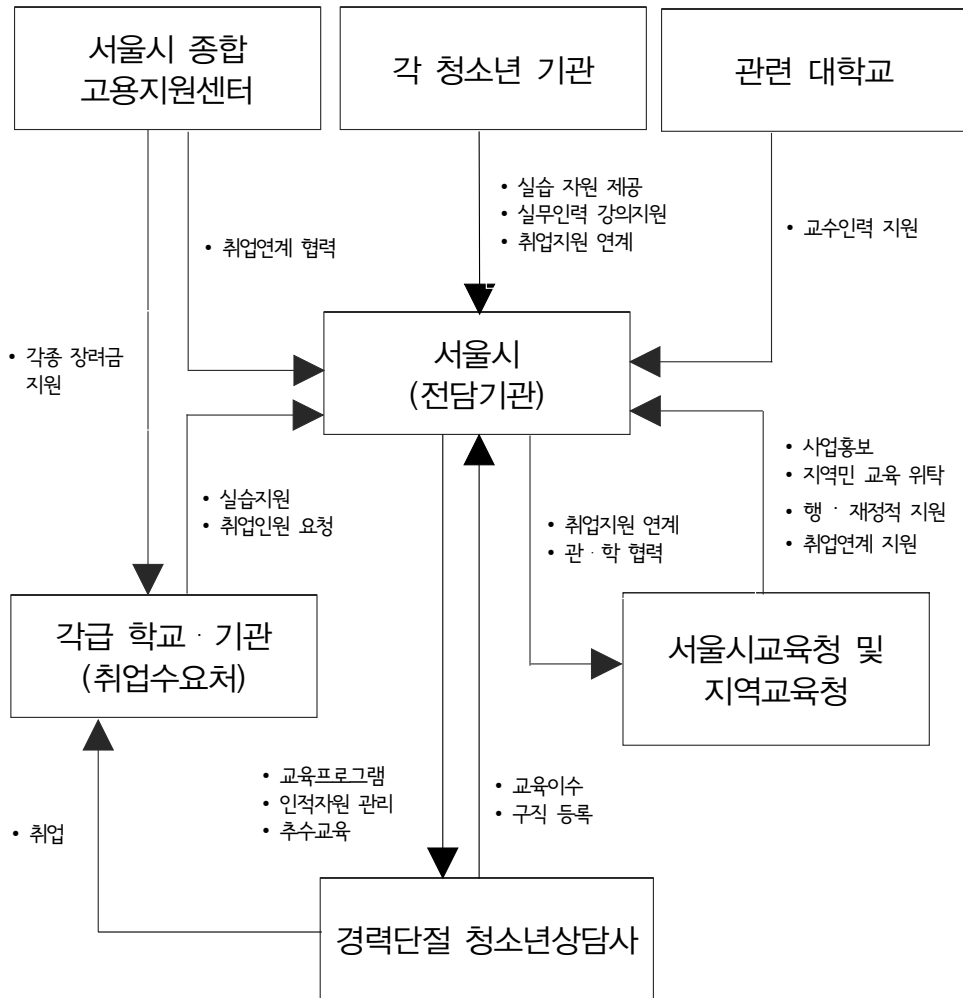 서울시 종합
고용지원센터
각 청소년 기관
관련 대학교
• 실습 자원 제공
• 실무인력 강의지원
• 취업지원 연계
• 취업연계 협력
• 교수인력 지원
• 각종 장려금
지원
서울시
(전담기관)
• 실습지원
• 취업인원 요청
• 취업지원 연계
• 관 · 학 협력
• 사업홍보
• 지역민 교육 위탁
• 행 · 재정적 지원
• 취업연계 지원
각급 학교 · 기관
(취업수요처)
서울시교육청 및
지역교육청
• 취업
• 교육프로그램
• 인적자원 관리
• 추수교육
• 교육이수
• 구직 등록
경력단절 청소년상담사